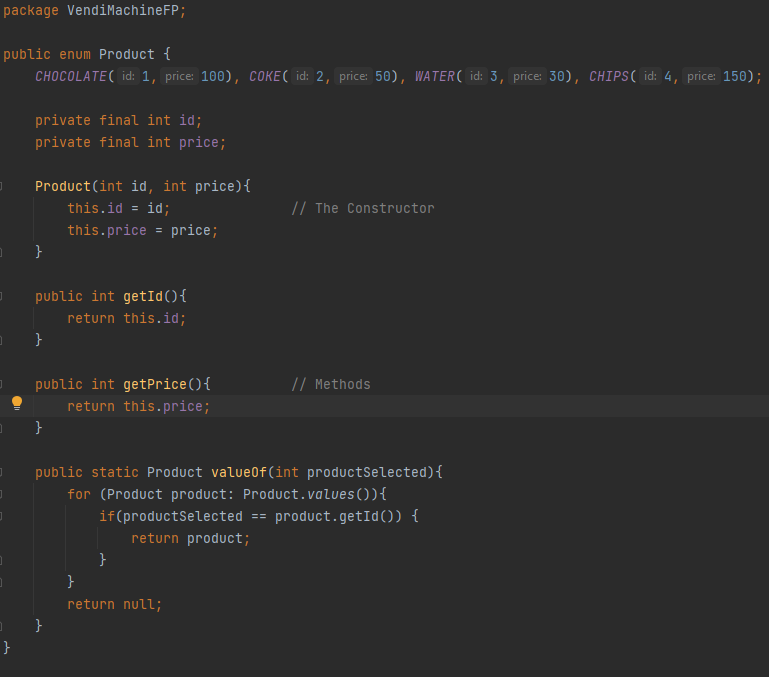 package VendiMachineFP;
public enum Product {
CHOCOLATE( id: 1, price: 100), COKE( id: 2, price: 50), WATER( id: 3, price: 30), CHIPS( id: 4, price: 150);
private final int id;
private final int price;
Product(int id, int price){
this.id = id; // The Constructor
this.price = price;
}
public int getId(){
return this.id;
}
public int getPrice(){ // Methods
return this.price;
}
public static Product valueOf(int productSelected){
for (Product product: Product.values()){
if(productSelected == product.getId()) {
return product;
}
}
return null;
}
}